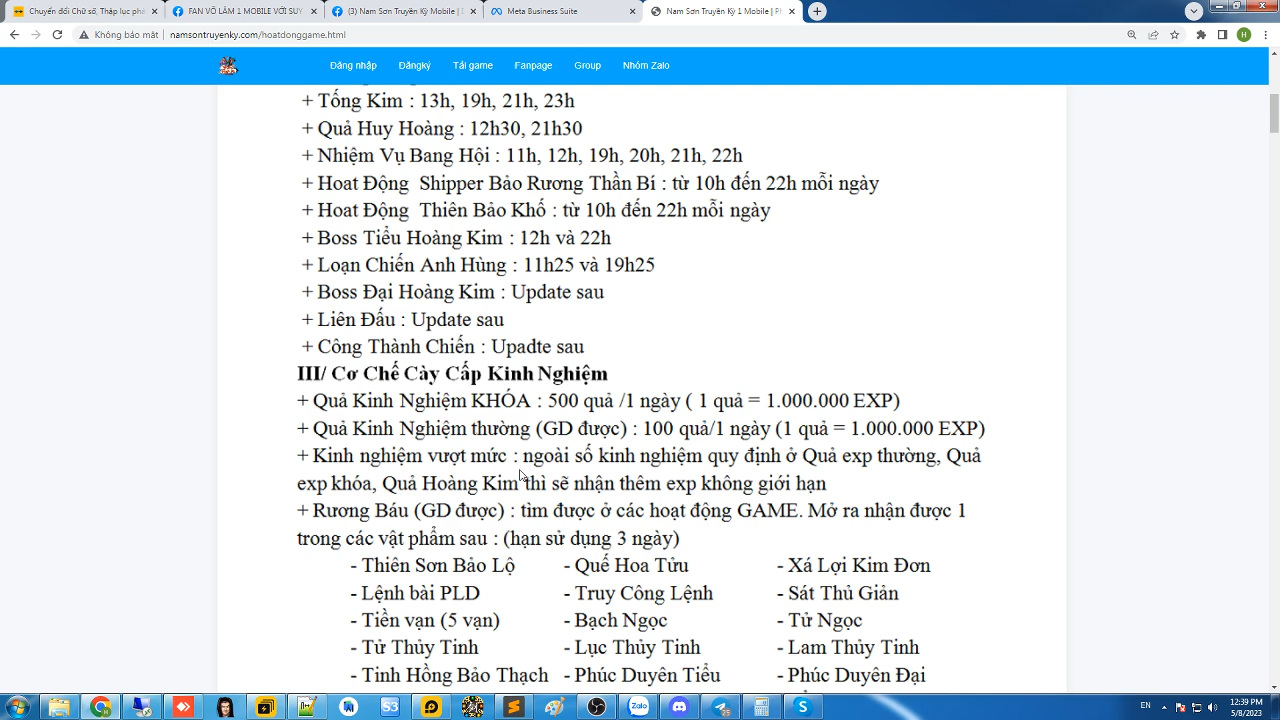 Chuyển đổi Chữ số, Thập lục phâ
FAN VÕ LÂM 1 MOBILE VỚI SUY
(3) Nam Sơn Truyền Kỳ Mobile |
Meta Business Suite
Nam Sơn Truyền Kỳ 1 Mobile | Ph
Không bảo mật | namsontruyenky.com/hoatdonggame.html
H
Đăng nhập Đăngký Tải game Fanpage Group Nhóm Zalo
+ Tống Kim : 13h, 19h, 21h, 23h
+ Quả Huy Hoàng : 12h30, 21h30
+ Nhiệm Vụ Bang Hội : 11h, 12h, 19h, 20h, 21h, 22h
+ Hoat Động Shipper Bảo Rương Thần Bí : từ 10h đến 22h mỗi ngày
+ Hoat Động Thiên Bảo Khố : từ 10h đến 22h mỗi ngày
+ Boss Tiểu Hoàng Kim : 12h và 22h
+ Loạn Chiến Anh Hùng : 11h25 và 19h25
+ Boss Đại Hoàng Kim : Update sau
+ Liên Đấu : Update sau
+ Công Thành Chiến : Upadte sau
III/ Cơ Chế Cày Cấp Kinh Nghiệm
+ Quả Kinh Nghiệm KHÓA : 500 quả /1 ngày ( 1 quả = 1.000.000 EXP)
+ Quả Kinh Nghiệm thường (GD được) : 100 quả/1 ngày (1 quả = 1.000.000 EXP)
+ Kinh nghiệm vượt mức : ngoài số kinh nghiệm quy định ở Quả exp thường, Quả
exp khóa, Quả Hoàng Kim thì sẽ nhận thêm exp không giới hạn
+ Rương Báu (GD được) : tìm được ở các hoạt động GAME. Mở ra nhận được 1
trong các vật phẩm sau : (hạn sử dụng 3 ngày)
- Thiên Sơn Bảo Lộ - Quế Hoa Tửu - Xá Lợi Kim Đơn
- Lệnh bài PLD - Truy Công Lệnh - Sát Thủ Giản
- Tiền vạn (5 vạn) - Bạch Ngọc - Tử Ngọc
- Tử Thủy Tinh - Lục Thủy Tinh - Lam Thủy Tinh
- Tinh Hồng Bảo Thạch - Phúc Duyên Tiểu - Phúc Duyên Đại
S3
Zalo
25
EN
12:39 PM
5/8/2023